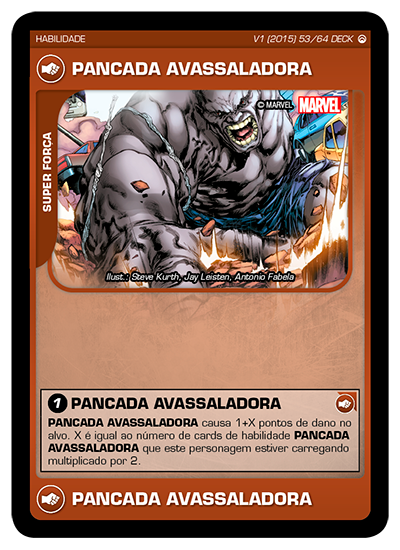 HABILIDADE
V1 (2015) 53/64 DECK
PANCADA AVASSALADORA
SUPER FORÇA
© MARVEL
MARVEL
Ilust.: Steve Kurth, Jay Leisten, Antonio Fabela
1 PANCADA AVASSALADORA
PANCADA AVASSALADORA causa 1+X pontos de dano no
alvo. X é igual ao número de cards de habilidade PANCADA
AVASSALADORA que este personagem estiver carregando
multiplicado por 2.
PANCADA AVASSALADORA